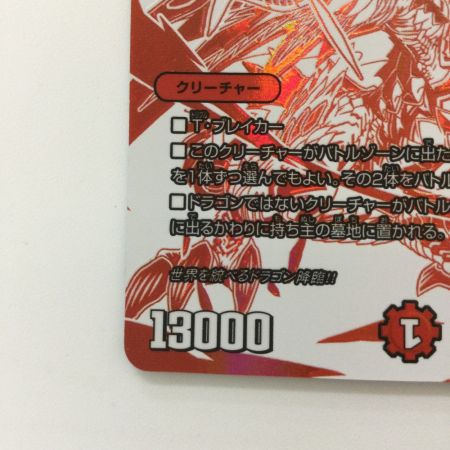 クリーチャー
■T・ブレイカー
■このクリーチャーがバトルゾーンに出た
を1体ずつ選んでもよい。その2体をバトル
■ドラゴンではないクリーチャーがバトル
に出るかわりに持ち主の墓地に置かれる。
世界を統べるドラゴン降臨!!
13000
1